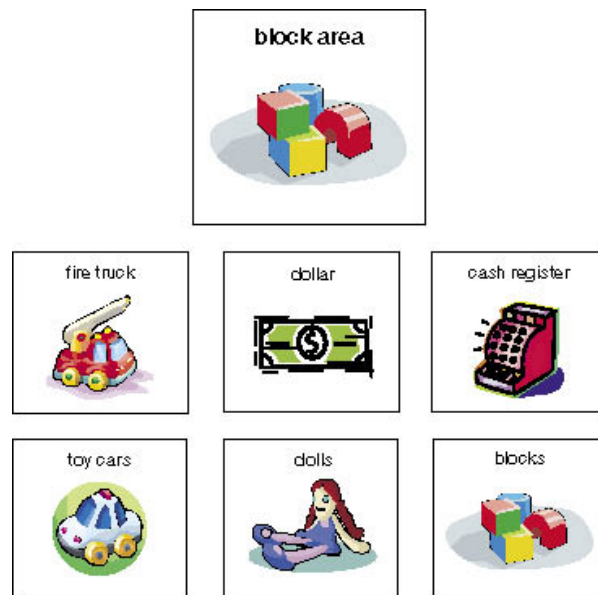 block area
fire truck
dollar
cash register
$
toy cars
dolls
blocks